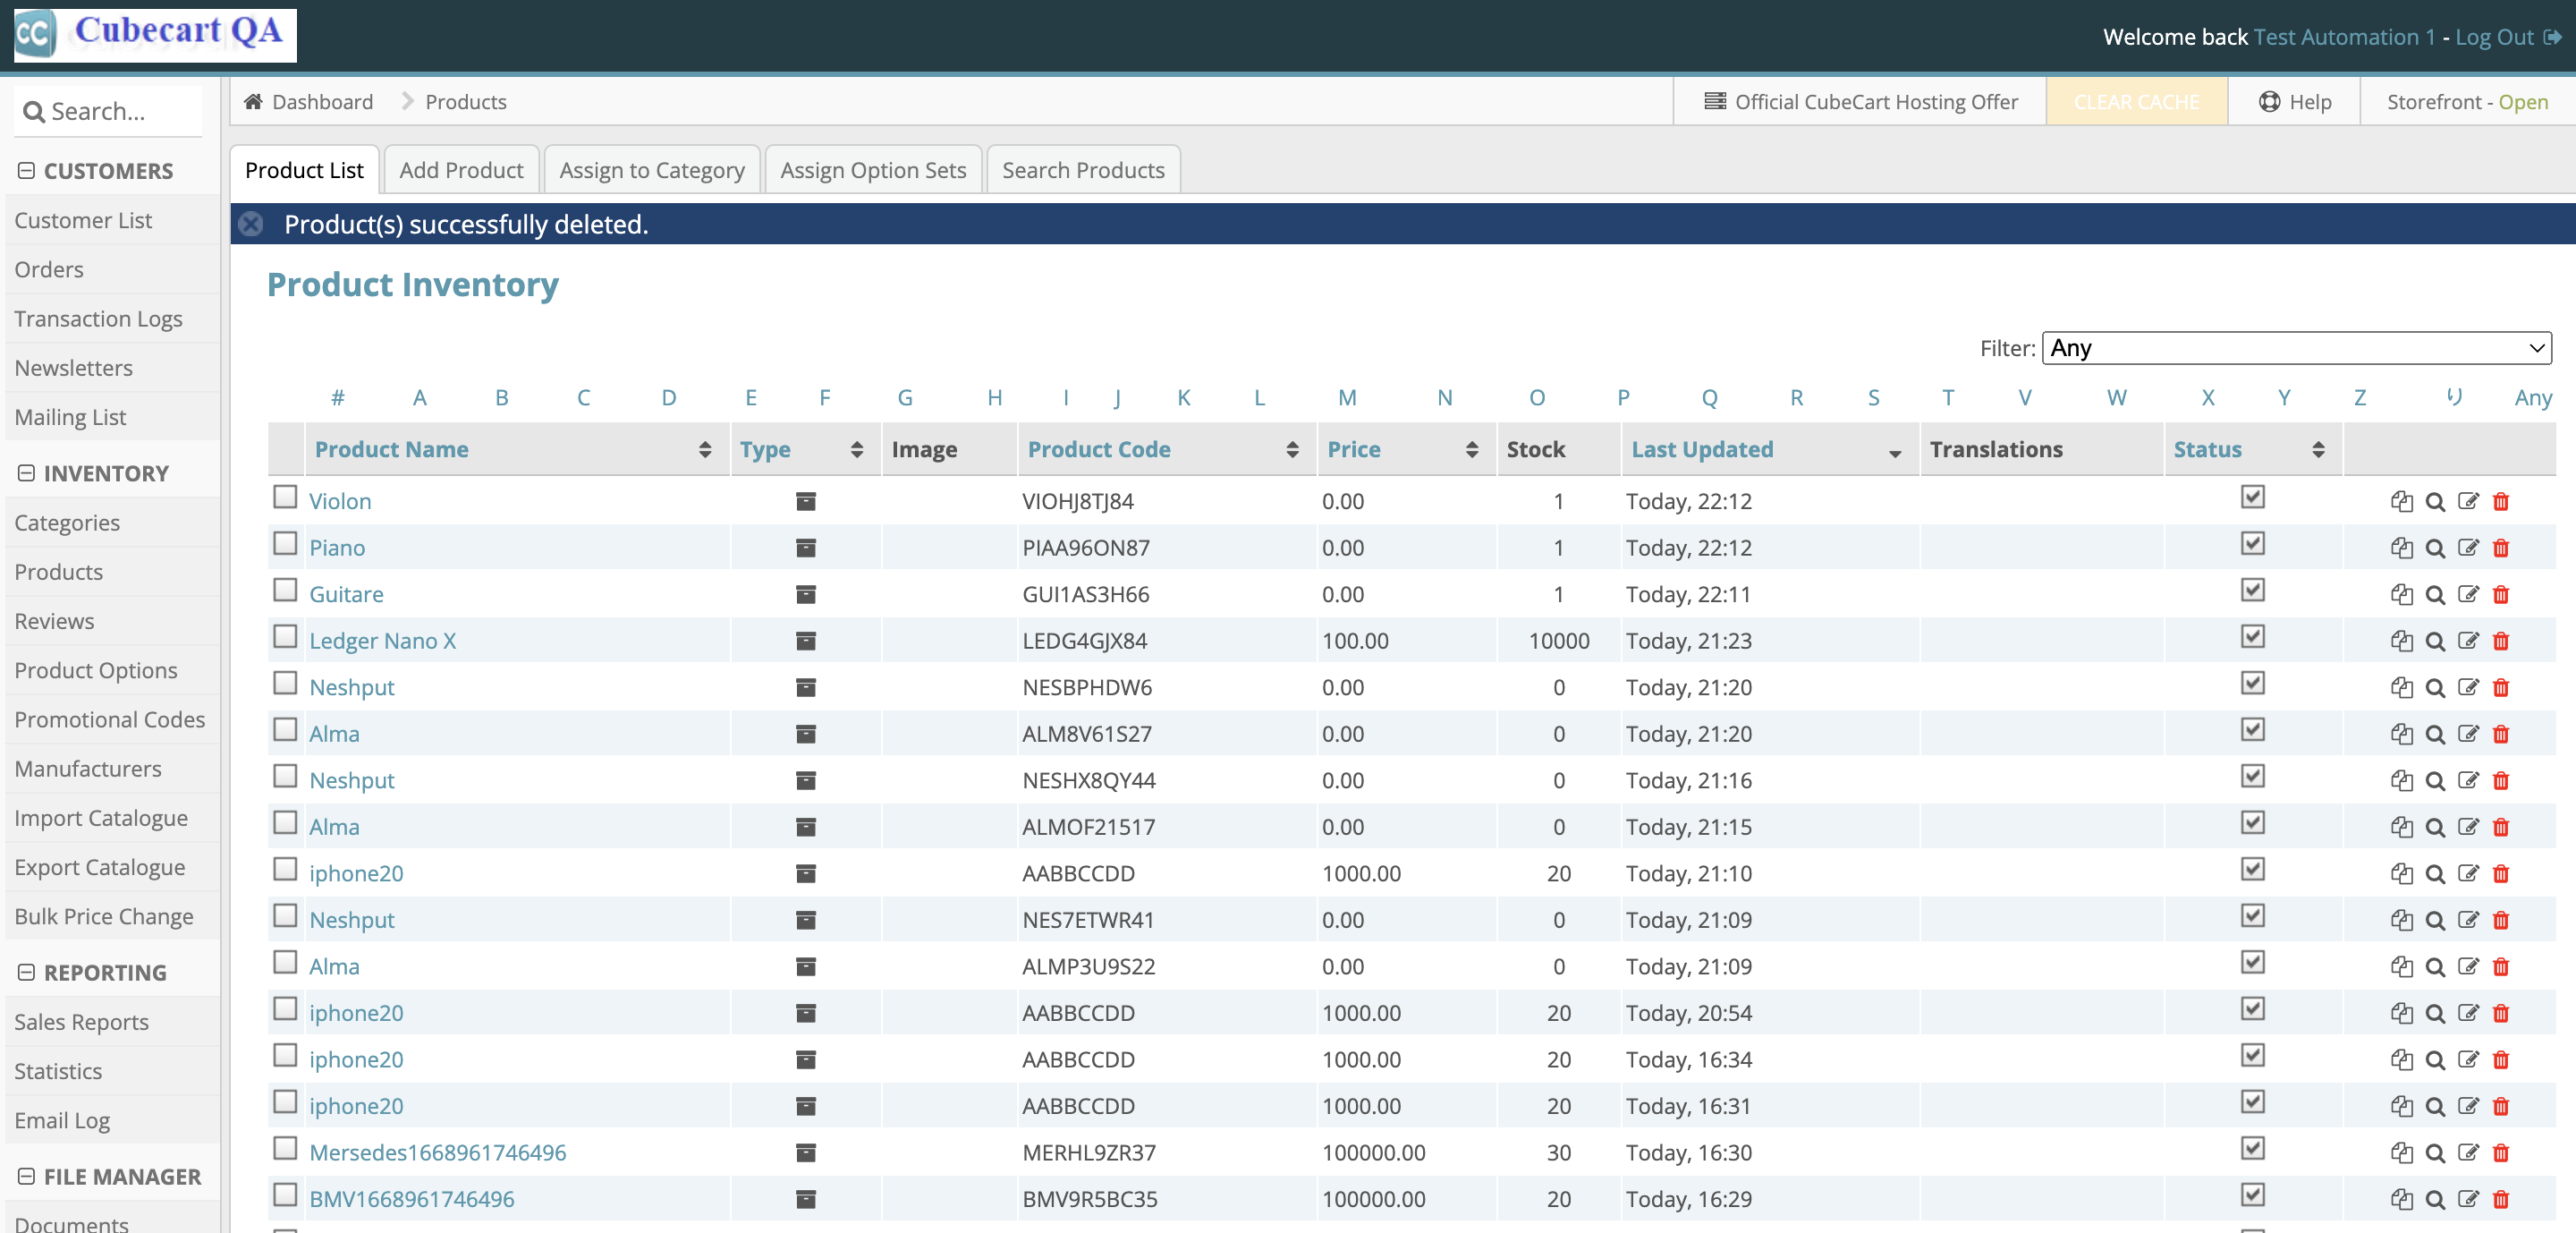 Cubecart QA
Welcome back Test Automation 1 - Log Out
Search...
Dashboard Products Official CubeCart Hosting Offer CLEAR CACHE Help Storefront - Open
CUSTOMERS
Customer List
Orders
Transaction Logs
Newsletters
Mailing List
INVENTORY
Categories
Products
Reviews
Product Options
Promotional Codes
Manufacturers
Import Catalogue
Export Catalogue
Bulk Price Change
REPORTING
Sales Reports
Statistics
Email Log
FILE MANAGER
Documents
Product List Add Product Assign to Category Assign Option Sets Search Products
Product(s) successfully deleted.
Product Inventory
Filter: Any
# A B C D E F G H I J K L M N O P Q R S T V W X Y Z り Any
Product Name Type Image Product Code Price Stock Last Updated Translations Status
Violon VIOHJ8TJ84 0.00 1 Today, 22:12
Piano PIAA96ON87 0.00 1 Today, 22:12
Guitare GUI1AS3H66 0.00 1 Today, 22:11
Ledger Nano X LEDG4GJX84 100.00 10000 Today, 21:23
Neshput NESBPHDW6 0.00 0 Today, 21:20
Alma ALM8V61S27 0.00 0 Today, 21:20
Neshput NESHX8QY44 0.00 0 Today, 21:16
Alma ALMOF21517 0.00 0 Today, 21:15
iphone20 AABBCCDD 1000.00 20 Today, 21:10
Neshput NES7ETWR41 0.00 0 Today, 21:09
Alma ALMP3U9S22 0.00 0 Today, 21:09
iphone20 AABBCCDD 1000.00 20 Today, 20:54
iphone20 AABBCCDD 1000.00 20 Today, 16:34
iphone20 AABBCCDD 1000.00 20 Today, 16:31
Mersedes1668961746496 MERHL9ZR37 100000.00 30 Today, 16:30
BMV1668961746496 BMV9R5BC35 100000.00 20 Today, 16:29